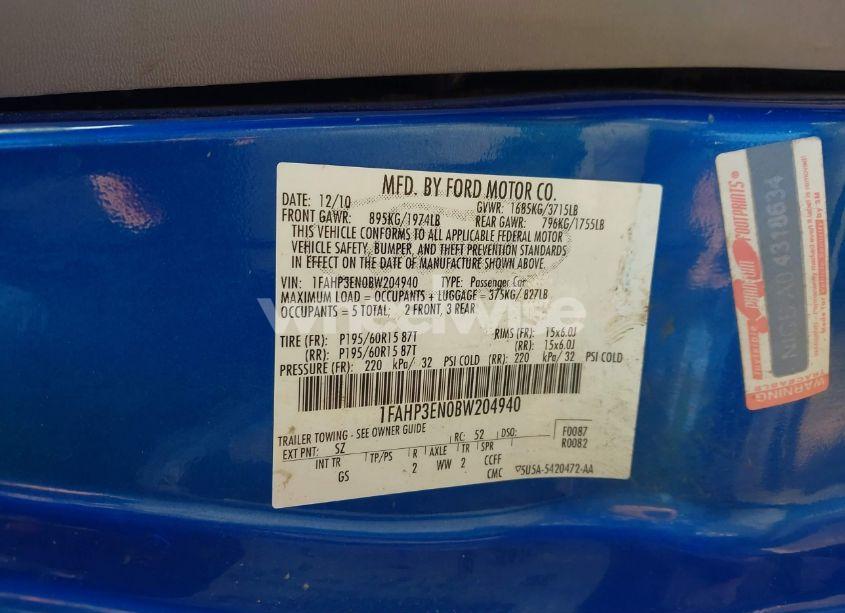 MFD. BY FORD MOTOR CO.
DATE: 12/10 GVWR: 1685KG/3715LB
FRONT GAWR: 895KG/1974LB REAR GAWR: 796KG/1755LB
THIS VEHICLE CONFORMS TO ALL APPLICABLE FEDERAL MOTOR
VEHICLE SAFETY, BUMPER, AND THEFT PREVENTION STANDARDS
IN EFFECT ON THE DATE OF MANUFACTURE SHOWN ABOVE.
VIN: 1FAHP3EN0BW204940 TYPE: Passenger Car
MAXIMUM LOAD = OCCUPANTS + LUGGAGE = 375KG/827LB
OCCUPANTS = 5 TOTAL: 2 FRONT, 3 REAR
wheelwise
TIRE (FR): P195/60R15 87T RIMS (FR): 15x6.0J
(RR): P195/60R15 87T (RR): 15x6.0J
PRESSURE (FR): 220 kPa/ 32 PSI COLD (RR): 220 kPa/ 32 PSI COLD
1FAHP3EN0BW204940
TRAILER TOWING - SEE OWNER GUIDE
EXT PNT: SZ RC: 52 DSO: F0087
R0082
INT TR TP/PS R AXLE TR SPR
GS 2 WW 2 CCFF
CMC 5U5A-5420472-AA
FOOTPRINTS
4318634
TRACEABLE